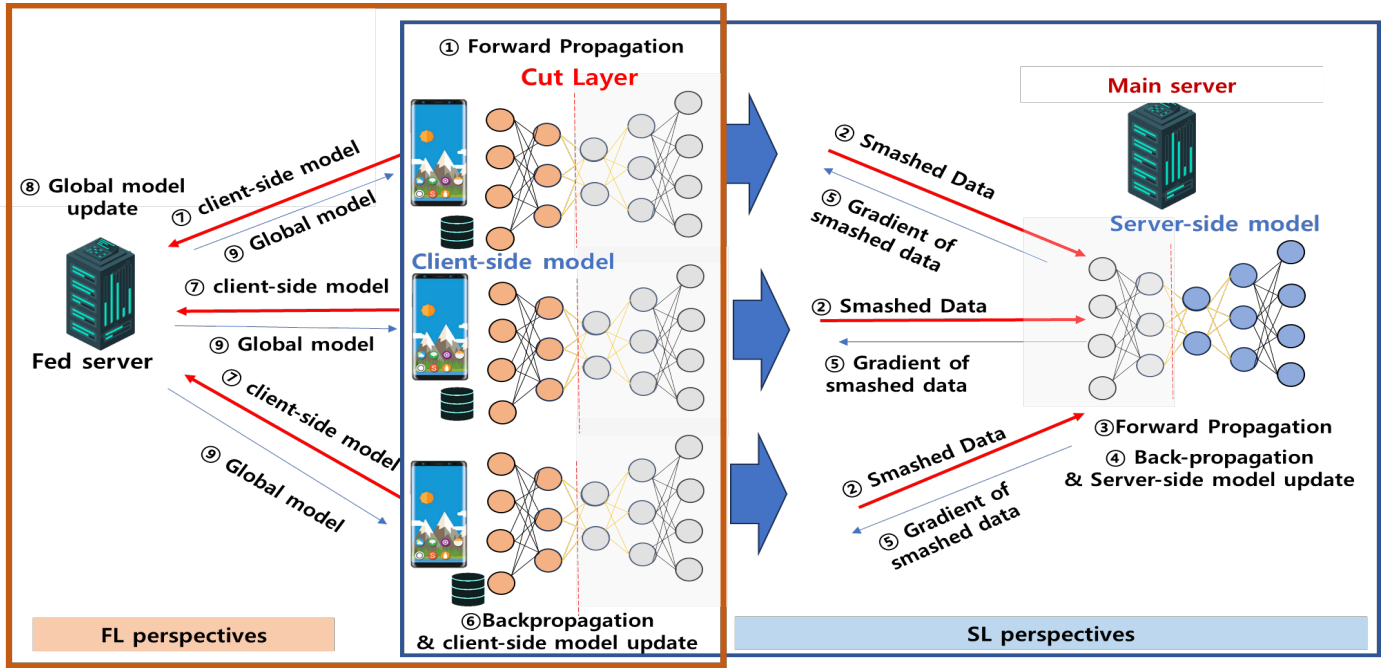 ① Forward Propagation
Cut Layer
Main server
⑧ Global model
update
⑦ client-side model
⑨ Global model
② Smashed Data
⑤ Gradient of
smashed data
Server-side model
Client-side model
⑦ client-side model
⑨ Global model
Fed server
② Smashed Data
⑤ Gradient of
smashed data
⑦ client-side model
⑨ Global model
② Smashed Data
⑤ Gradient of
smashed data
③Forward Propagation
④ Back-propagation
& Server-side model update
⑥Backpropagation
& client-side model update
FL perspectives
SL perspectives